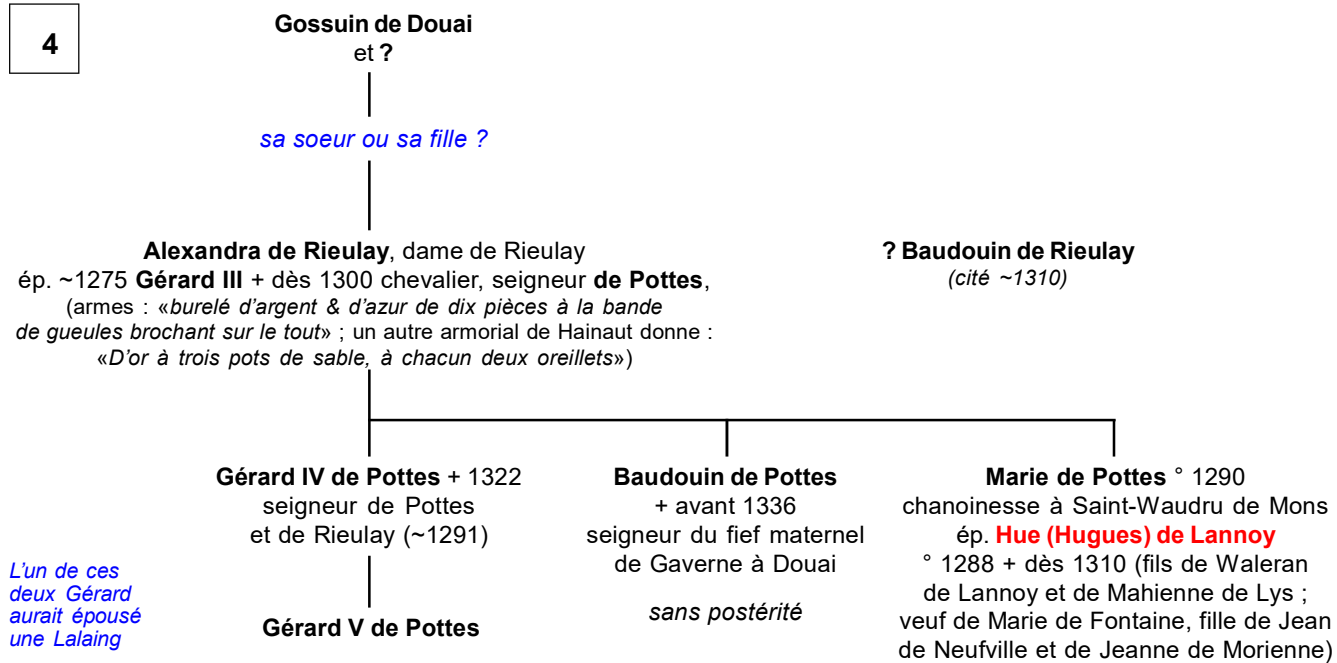 4
Gossuin de Douai
et ?
sa soeur ou sa fille ?
Alexandra de Rieulay, dame de Rieulay
ép. ~1275 Gérard III + dès 1300 chevalier, seigneur de Pottes,
(armes : «burelé d'argent & d'azur de dix pièces à la bande
de gueules brochant sur le tout» ; un autre armorial de Hainaut donne :
«D'or à trois pots de sable, à chacun deux oreillets»)
? Baudouin de Rieulay
(cité ~1310)
Gérard IV de Pottes + 1322
seigneur de Pottes
et de Rieulay (~1291)
Gérard V de Pottes
L'un de ces
deux Gérard
aurait épousé
une Lalaing
Baudouin de Pottes
+ avant 1336
seigneur du fief maternel
de Gaverne à Douai
sans postérité
Marie de Pottes ° 1290
chanoinesse à Saint-Waudru de Mons
ép. Hue (Hugues) de Lannoy
° 1288 + dès 1310 (fils de Waleran
de Lannoy et de Mahienne de Lys ;
veuf de Marie de Fontaine, fille de Jean
de Neufville et de Jeanne de Morienne)